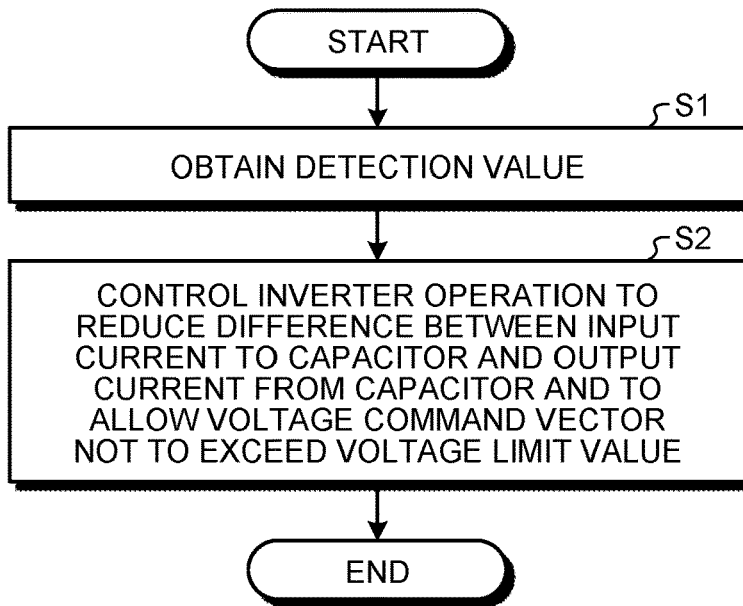 START
S1
OBTAIN DETECTION VALUE
S2
CONTROL INVERTER OPERATION TO
REDUCE DIFFERENCE BETWEEN INPUT
CURRENT TO CAPACITOR AND OUTPUT
CURRENT FROM CAPACITOR AND TO
ALLOW VOLTAGE COMMAND VECTOR
NOT TO EXCEED VOLTAGE LIMIT VALUE
END